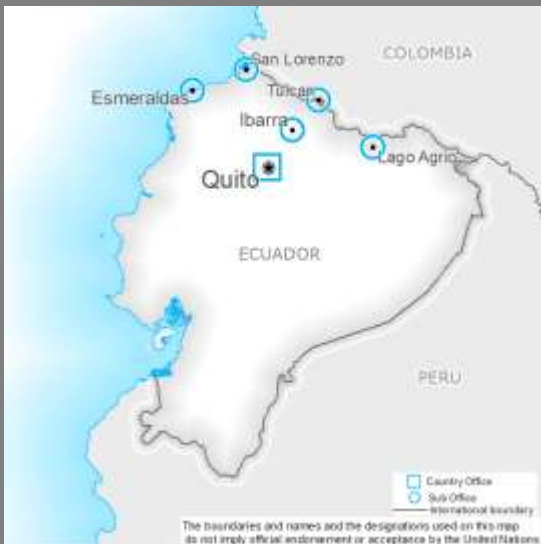 San Lorenzo
COLOMBIA
Esmeraldas
Tulcan
Ibarra
Lago Agrio
Quito
ECUADOR
PERU
Country Office
Sub Office
International boundary
The boundaries and names and the designations used on this map
do not imply official endorsement or acceptance by the United Nations